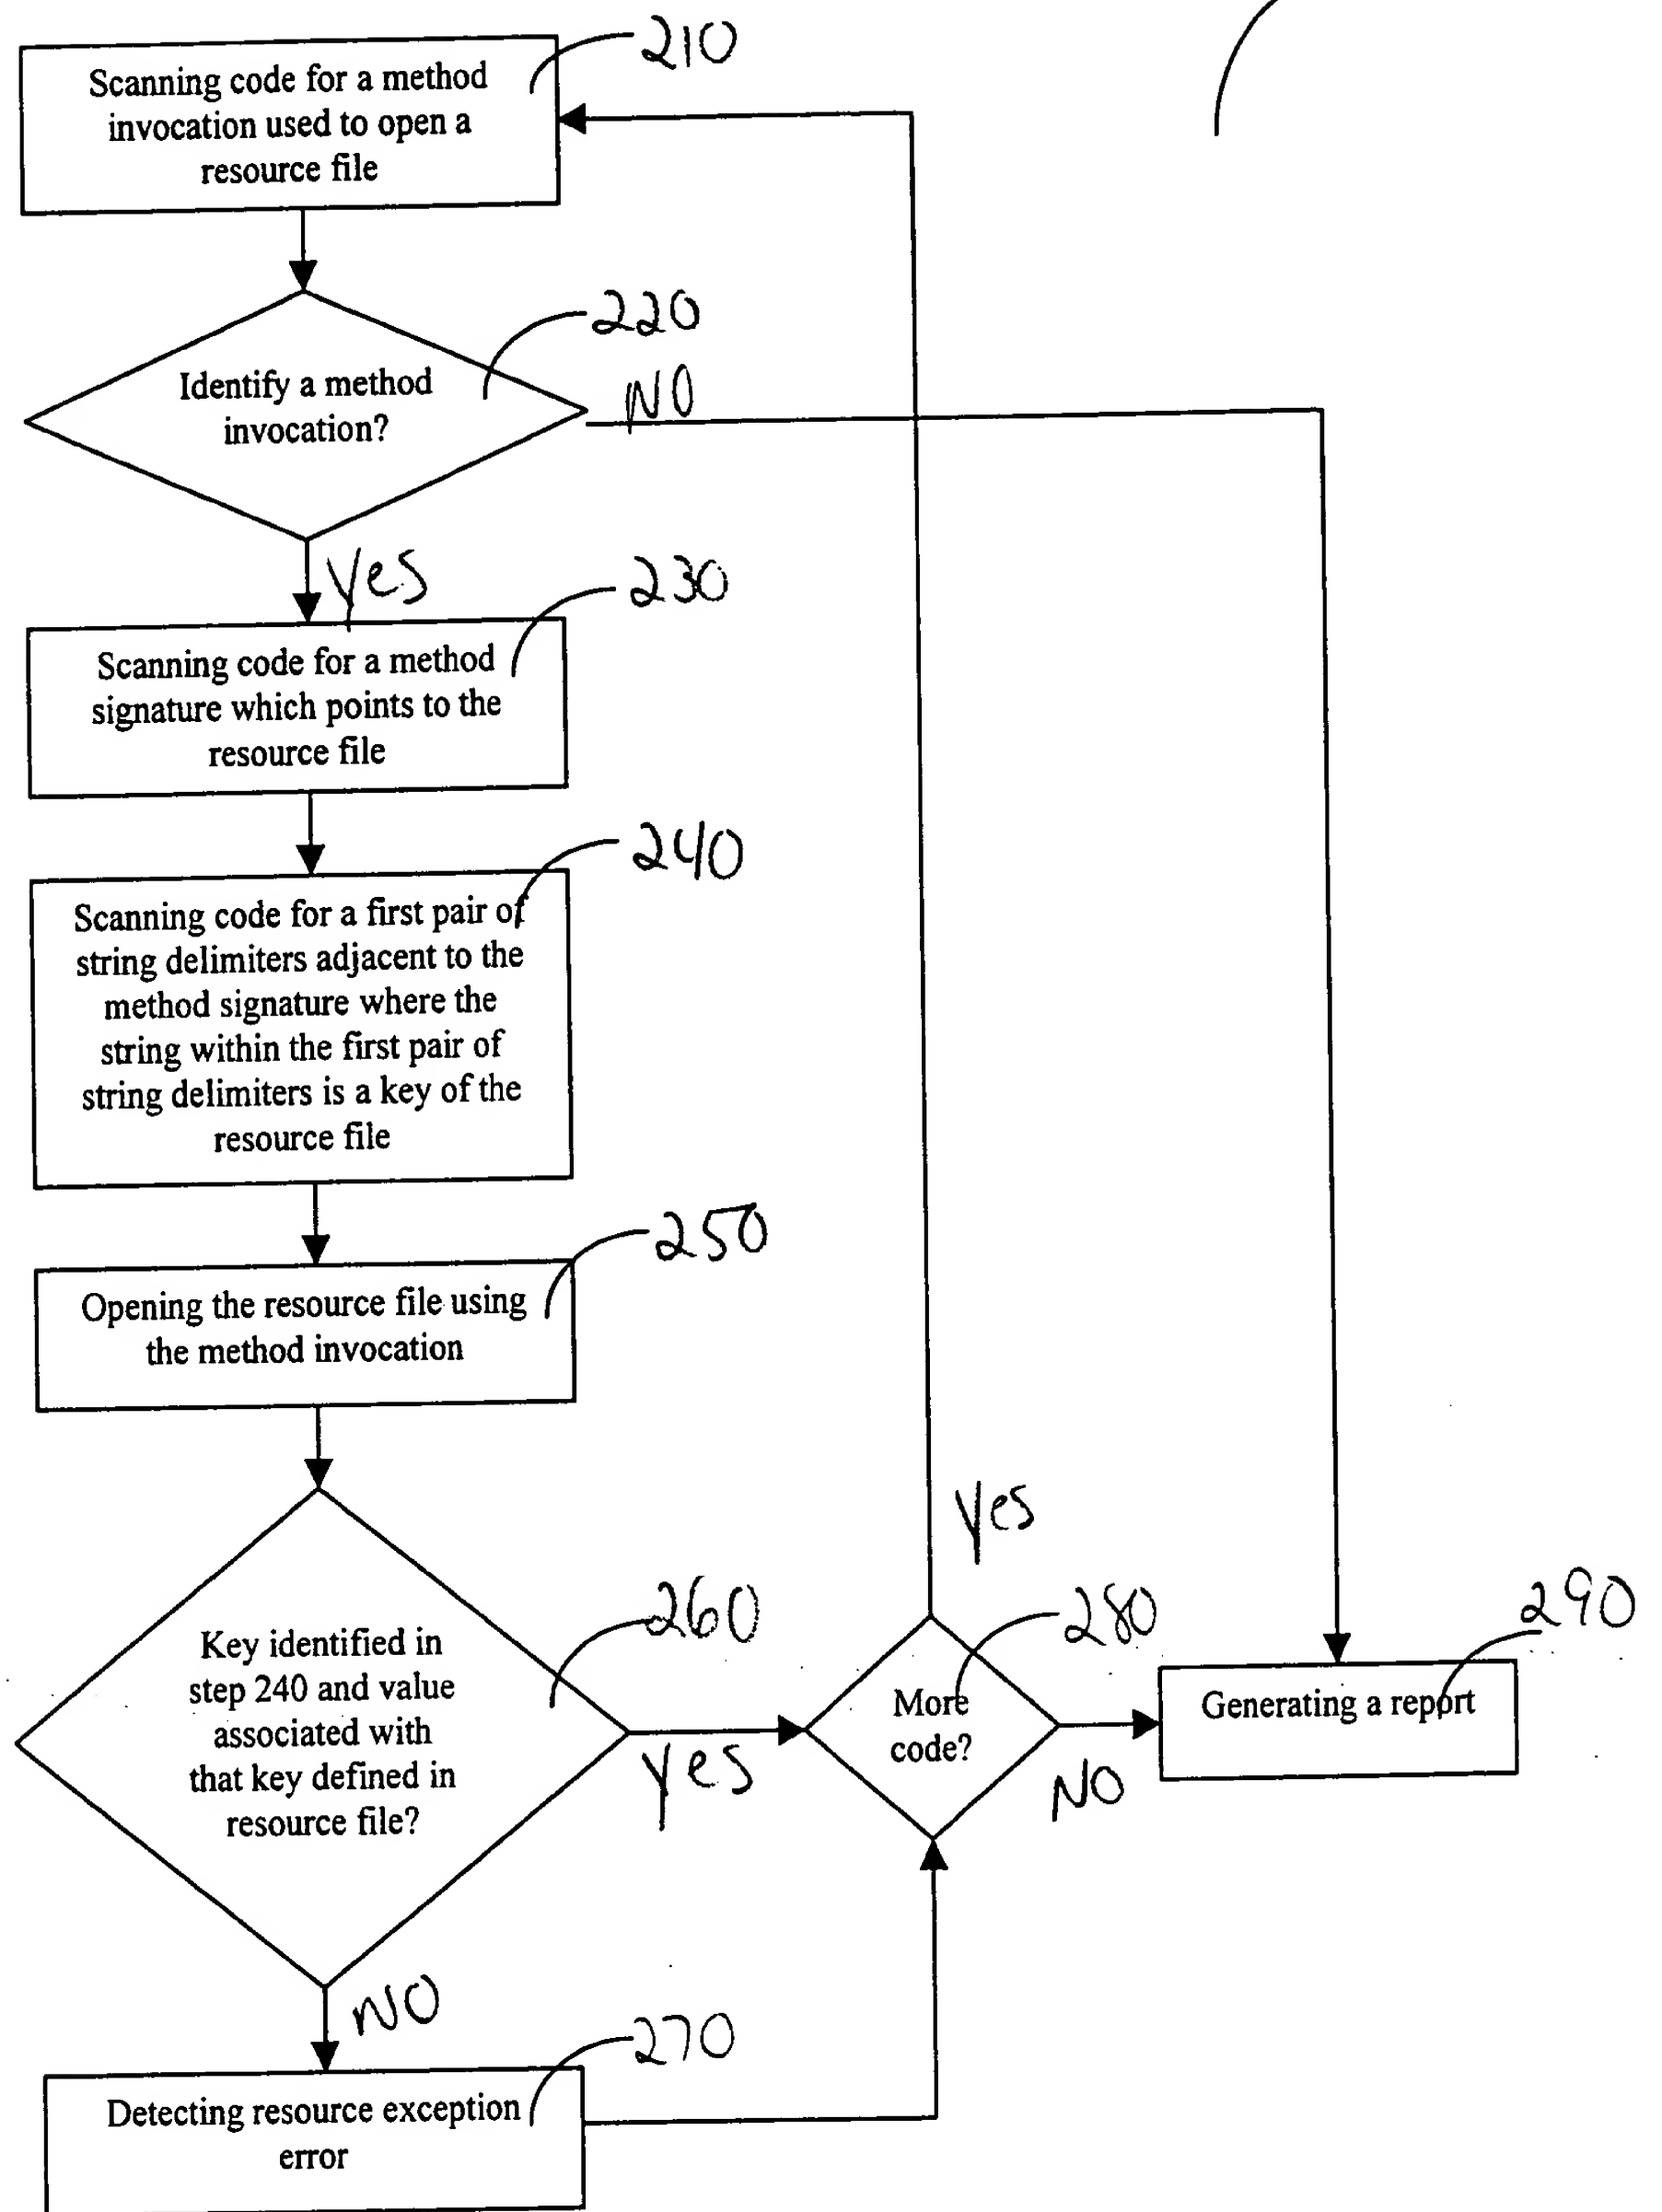 210
Scanning code for a method
invocation used to open a
resource file
220
Identify a method
invocation?
NO
Yes
230
Scanning code for a method
signature which points to the
resource file
240
Scanning code for a first pair of
string delimiters adjacent to the
method signature where the
string within the first pair of
string delimiters is a key of the
resource file
250
Opening the resource file using
the method invocation
Yes
260
280
290
Key identified in
step 240 and value
associated with
that key defined in
resource file?
Yes
More
code?
NO
Generating a report
NO
270
Detecting resource exception
error